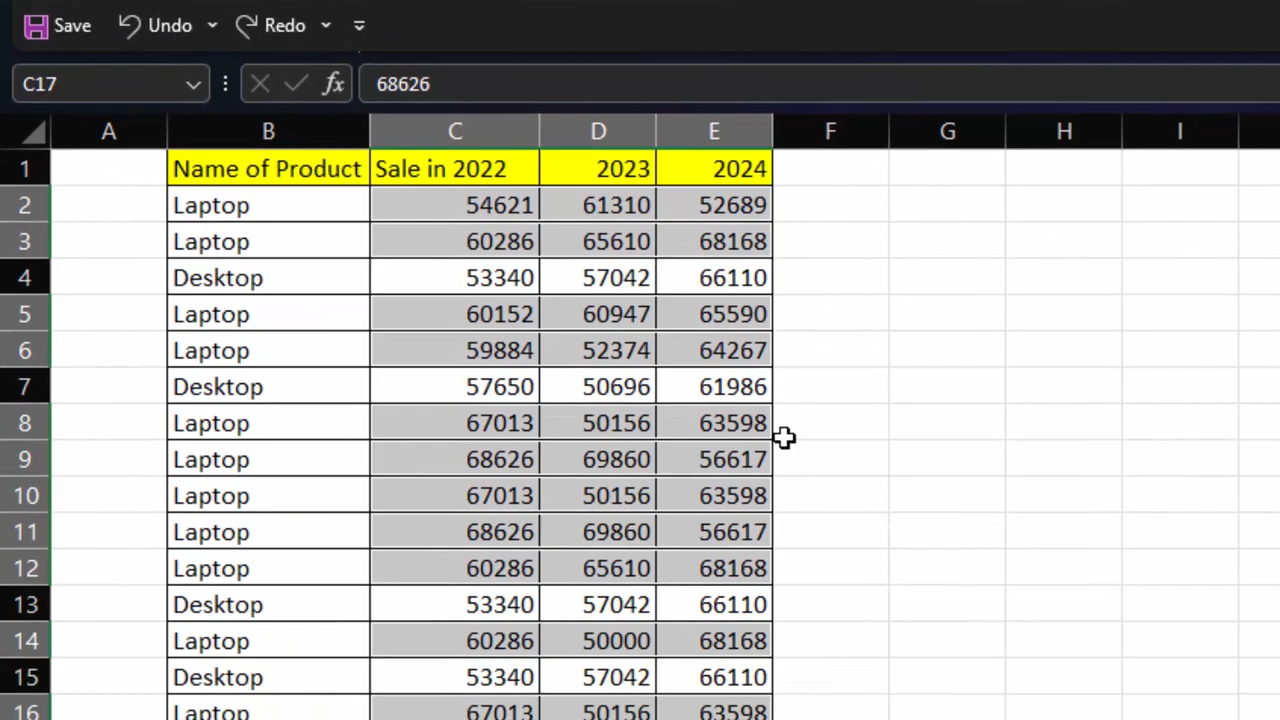 Save Undo Redo
C17 fx 68626
A B C D E F G H I
1 Name of Product Sale in 2022 2023 2024
2 Laptop 54621 61310 52689
3 Laptop 60286 65610 68168
4 Desktop 53340 57042 66110
5 Laptop 60152 60947 65590
6 Laptop 59884 52374 64267
7 Desktop 57650 50696 61986
8 Laptop 67013 50156 63598
9 Laptop 68626 69860 56617
10 Laptop 67013 50156 63598
11 Laptop 68626 69860 56617
12 Laptop 60286 65610 68168
13 Desktop 53340 57042 66110
14 Laptop 60286 50000 68168
15 Desktop 53340 57042 66110
16 Laptop 67013 50156 63598